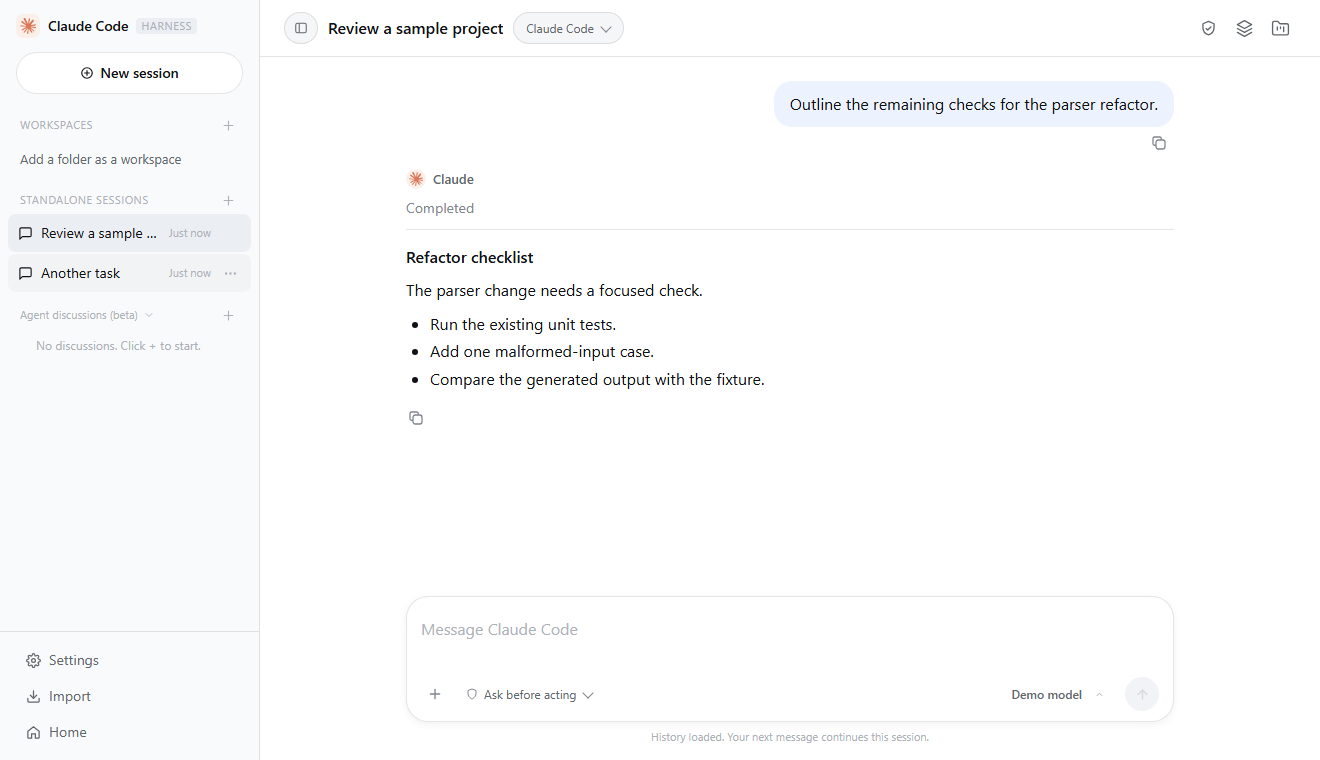 Claude Code HARNESS
New session
WORKSPACES
Add a folder as a workspace
STANDALONE SESSIONS
Review a sample ... Just now
Another task Just now
Agent discussions (beta)
No discussions. Click + to start.
Settings
Import
Home
Review a sample project Claude Code
Outline the remaining checks for the parser refactor.
Claude
Completed
Refactor checklist
The parser change needs a focused check.
• Run the existing unit tests.
• Add one malformed-input case.
• Compare the generated output with the fixture.
Message Claude Code
Ask before acting Demo model
History loaded. Your next message continues this session.